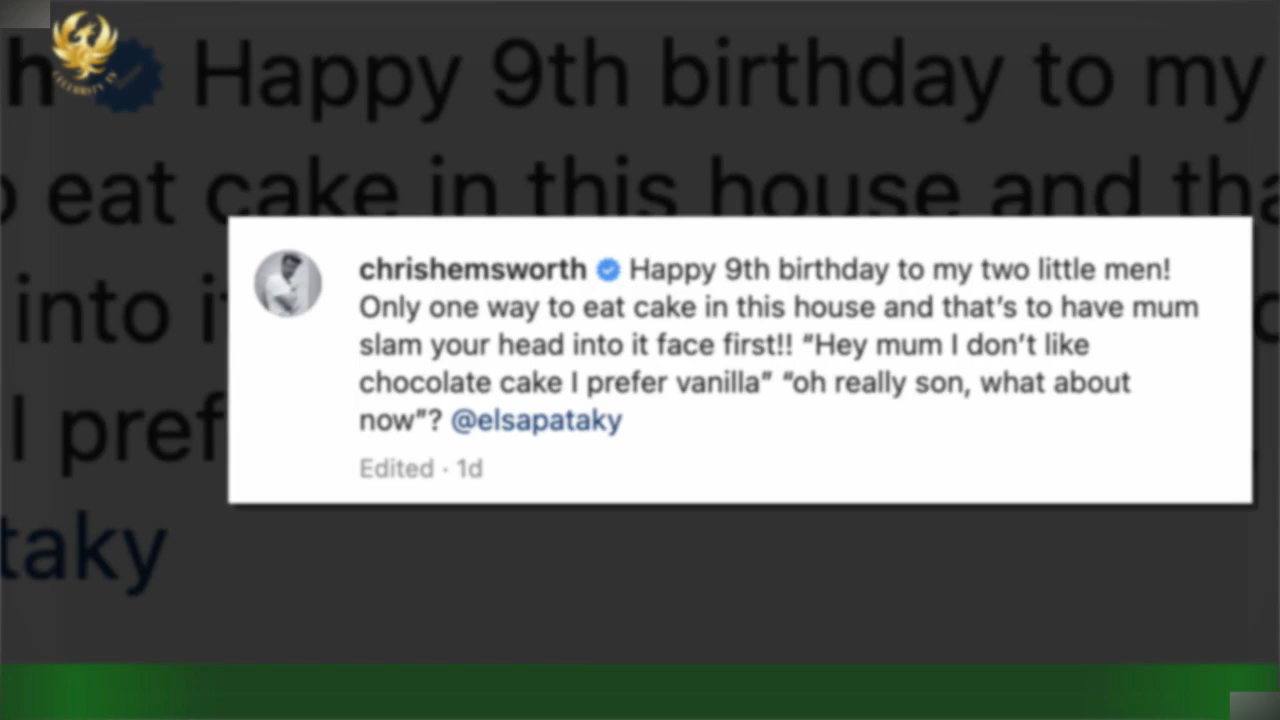 h Happy 9th birthday to my
eat cake in this house and tha
into i
I pref
taky
CELEBRITY TV
chrishemsworth Happy 9th birthday to my two little men!
Only one way to eat cake in this house and that’s to have mum
slam your head into it face first!! “Hey mum I don’t like
chocolate cake I prefer vanilla” “oh really son, what about
now”? @elsapataky
Edited · 1d